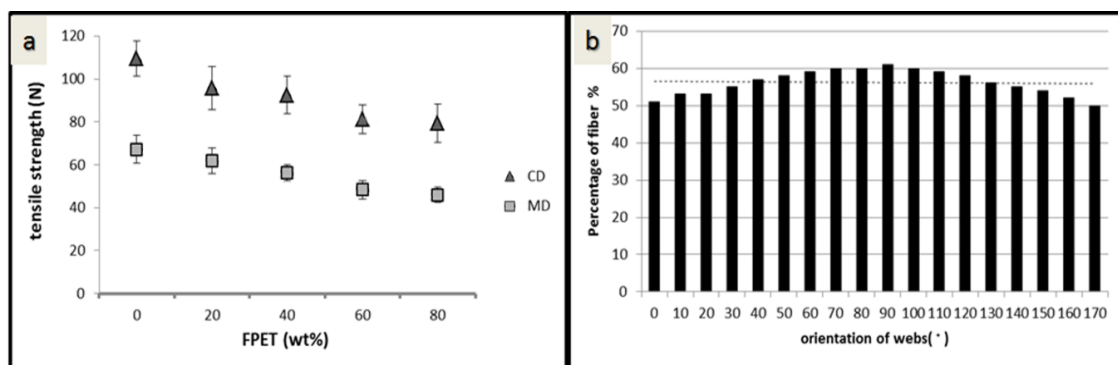 a
tensile strength (N)
120
100
80
60
40
20
0
0 20 40 60 80
FPET (wt%)
CD
MD
b
Percentage of fiber %
70
60
50
40
30
20
10
0
0 10 20 30 40 50 60 70 80 90 100 110 120 130 140 150 160 170
orientation of webs( ° )